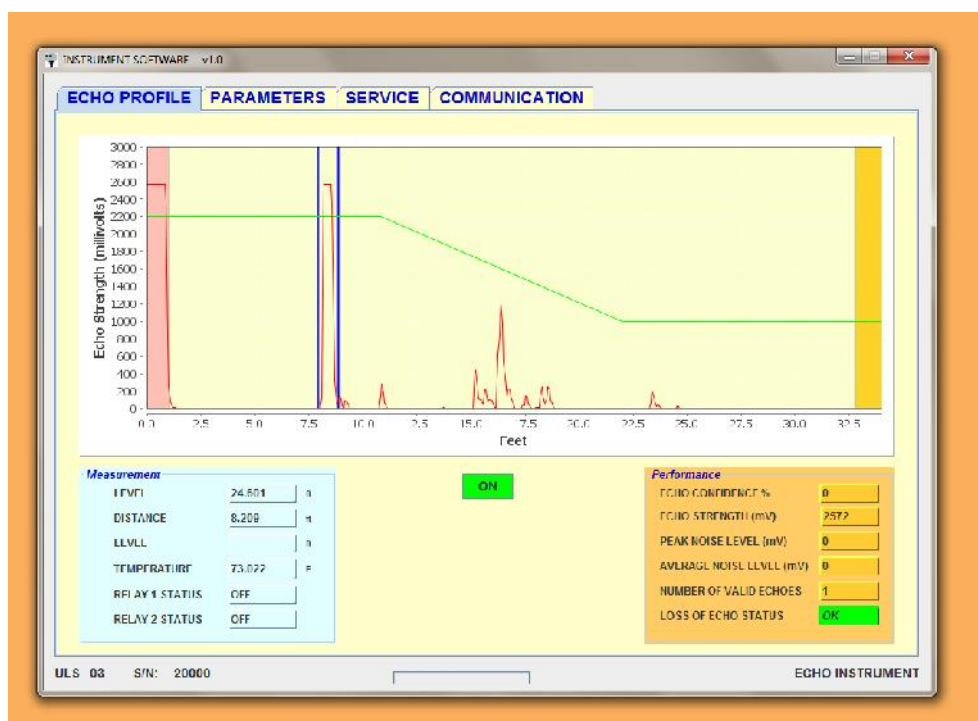 INSTRUMENT SOFTWARE v1.0
ECHO PROFILE PARAMETERS SERVICE COMMUNICATION
3000
2800
2600
2400
2200
2000
1800
1600
1400
1200
1000
800
600
400
200
0
Echo Strength (millivolts)
0.0 2.5 5.0 7.5 10.0 2.5 15.0 17.5 20.0 22.5 25.0 27.5 30.0 32.5
Feet
Measurement
LEVEL 24.601
DISTANCE 8.209
LEVEL
TEMPERATURE 73.022 F
RELAY 1 STATUS OFF
RELAY 2 STATUS OFF
ON
Performance
ECHO CONFIDENCE % 0
ECHO STRENGTH (mV) 2572
PEAK NOISE LEVEL (mV) 0
AVERAGE NOISE LEVEL (mV) 0
NUMBER OF VALID ECHOES 1
LOSS OF ECHO STATUS OK
ULS 03 S/N: 20000 ECHO INSTRUMENT